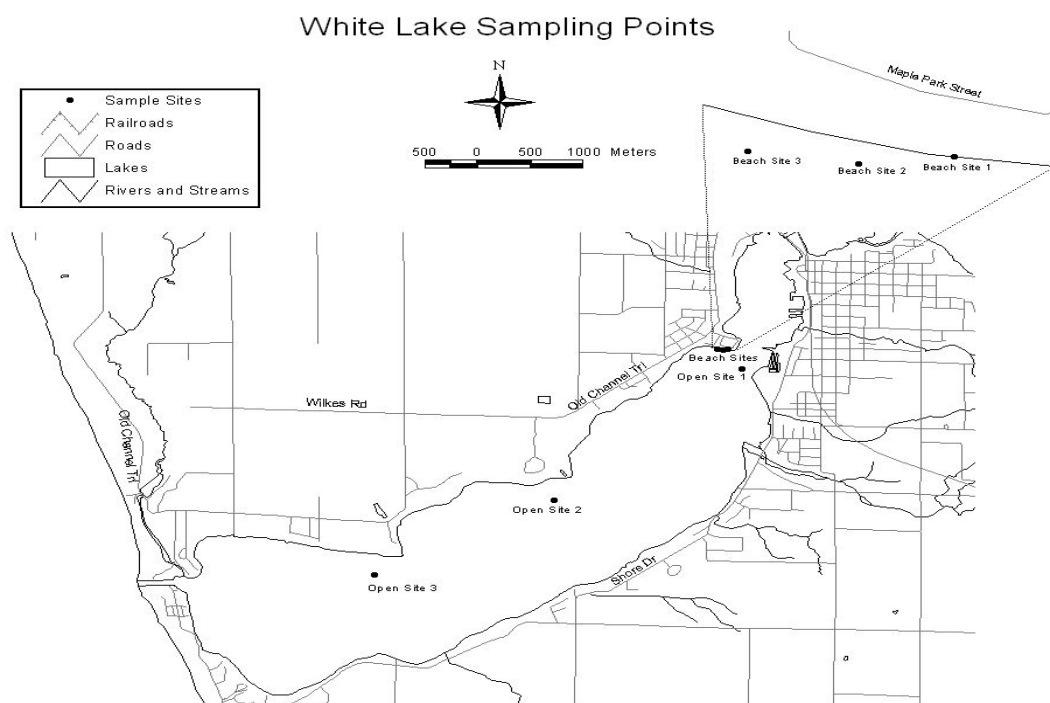 White Lake Sampling Points
N
Maple Park Street
Sample Sites
Railroads
Roads
Lakes
Rivers and Streams
500 0 500 1000 Meters
Beach Site 3
Beach Site 2
Beach Site 1
Beach Sites
Open Site 1
Old Channel Trl
Wilkes Rd
Old Channel Trl
Open Site 2
Shore Dr
Open Site 3